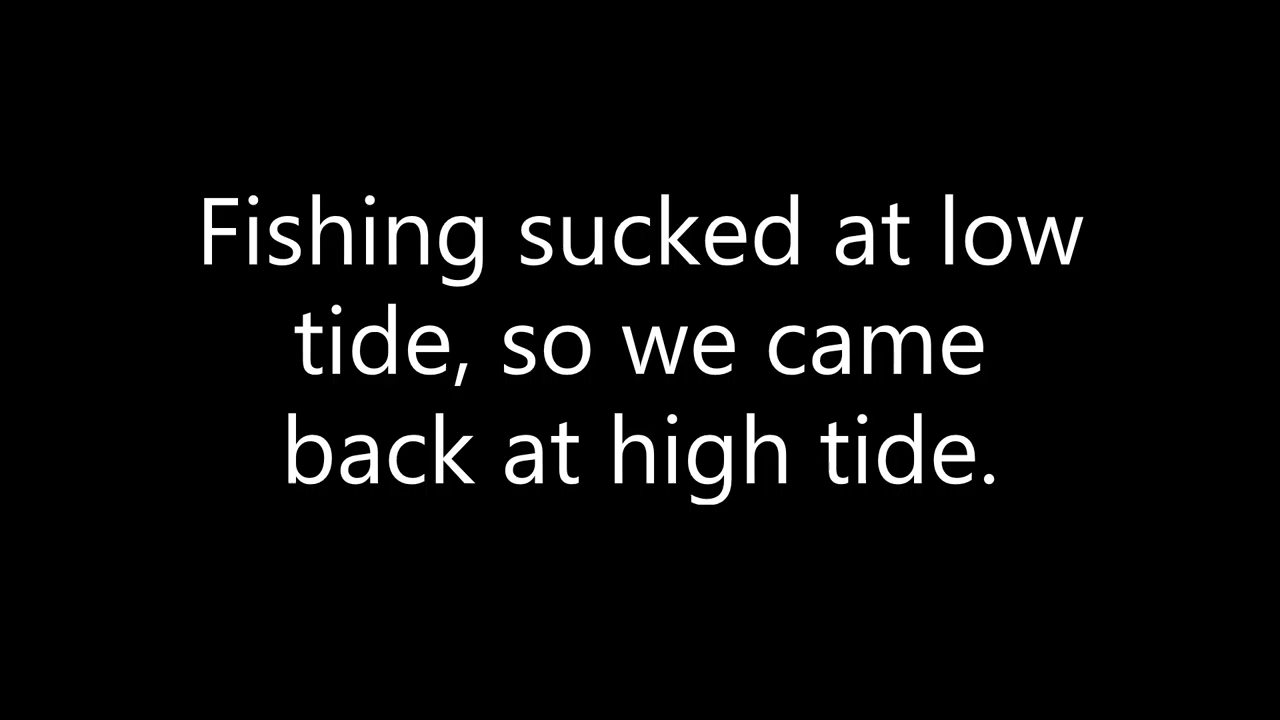 Fishing sucked at low
tide, so we came
back at high tide.